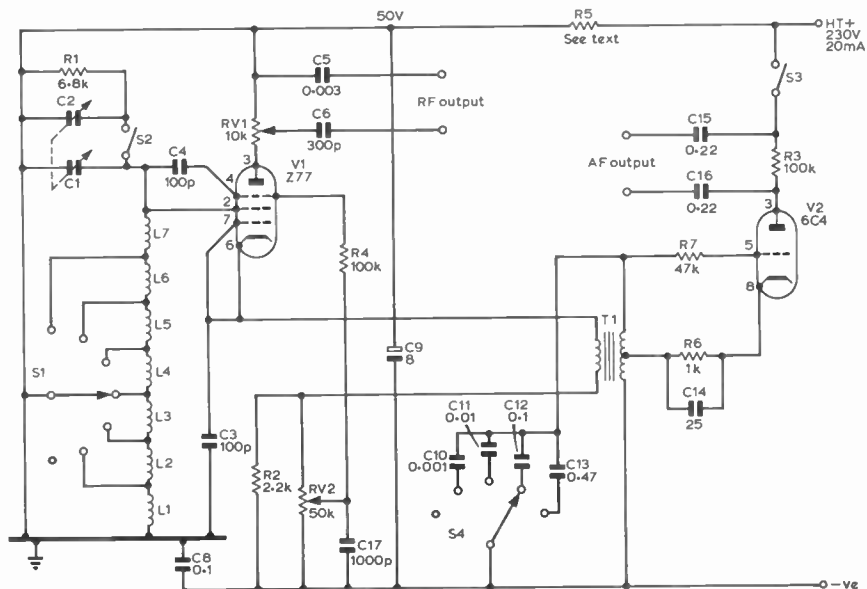 50V
R5
See text
HT+
230V
20mA
R1
6·8k
C2
S2
C1
C4
100p
C5
0·003
RF output
RV1
10k
C6
300p
S3
C15
0·22
AF output
R3
100k
C16
0·22
3
V1
Z77
4
2
7
6
3
V2
6C4
5
8
R7
47k
R4
100k
L7
L6
L5
L4
L3
L2
L1
S1
T1
R6
1k
C14
25
C9
8
C3
100p
C11
0·01
C12
0·1
C10
0·001
C13
0·47
R2
2·2k
RV2
50k
S4
C17
1000p
C8
0·1
−ve